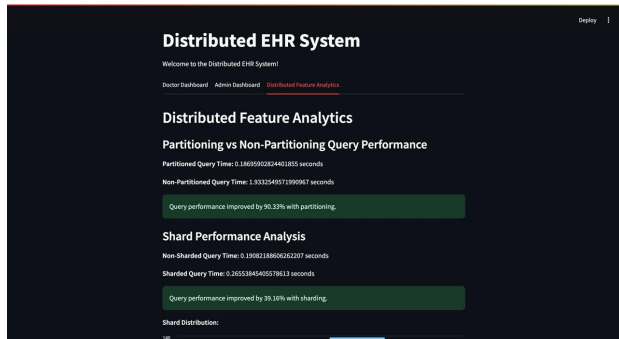 Deploy
Distributed EHR System
Welcome to the Distributed EHR System!
Doctor Dashboard Admin Dashboard Distributed Feature Analytics
Distributed Feature Analytics
Partitioning vs Non-Partitioning Query Performance
Partitioned Query Time: 0.18695902824401855 seconds
Non-Partitioned Query Time: 1.9332549571990967 seconds
Query performance improved by 90.33% with partitioning.
Shard Performance Analysis
Non-Sharded Query Time: 0.19082188606262207 seconds
Sharded Query Time: 0.26553845405578613 seconds
Query performance improved by 39.16% with sharding.
Shard Distribution:
140